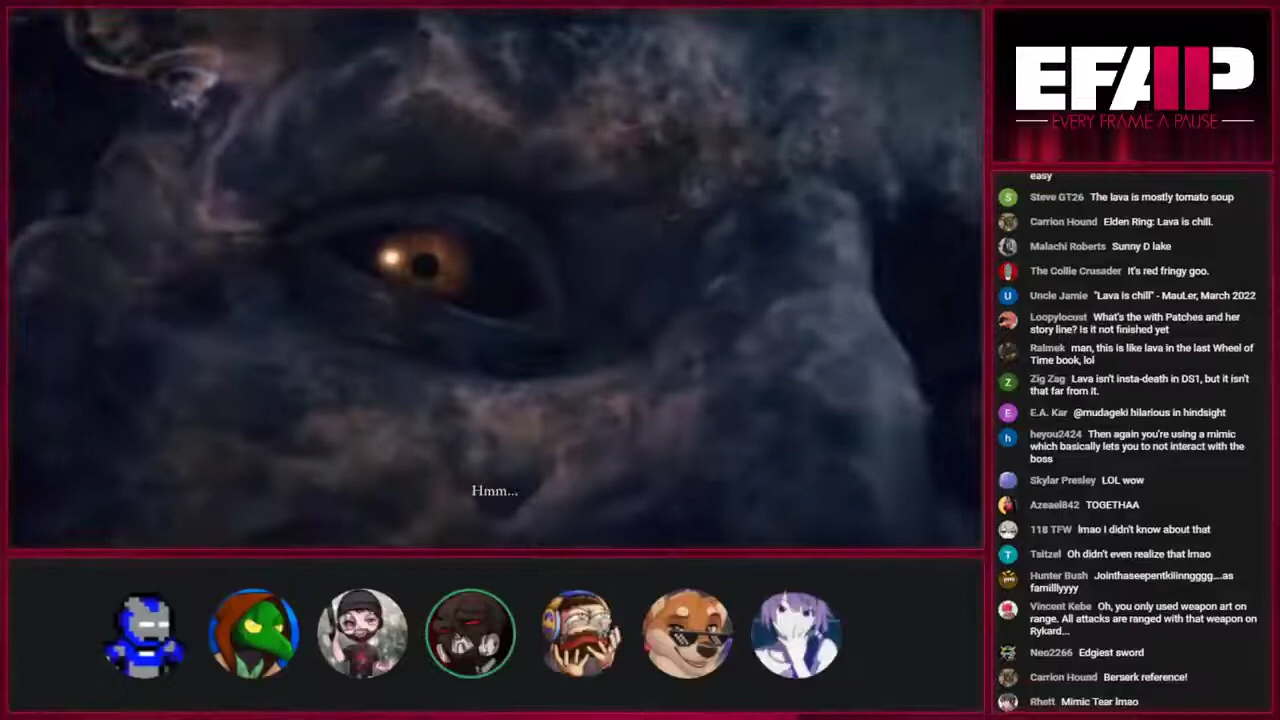 EFAP
EVERY FRAME A PAUSE
easy
Steve GT26 The lava is mostly tomato soup
Carrion Hound Elden Ring: Lava is chill.
Malachi Roberts Sunny D lake
The Collie Crusader It's red fringy goo.
Uncle Jamie "Lava is chill" - MauLer, March 2022
Loopylocust What's the with Patches and her
story line? Is it not finished yet
Ralmek man, this is like lava in the last Wheel of
Time book, lol
Zig Zag Lava isn't insta-death in DS1, but it isn't
that far from it.
E.A. Kar @mudageki hilarious in hindsight
heyou2424 Then again you're using a mimic
which basically lets you to not interact with the
boss
Skylar Presley LOL wow
Azeael842 TOGETHAA
118 TFW lmao I didn't know about that
Tsitzel Oh didn't even realize that lmao
Hunter Bush Jointhaseepentkiinngggg....as
familllyyyy
Vincent Kebe Oh, you only used weapon art on
range. All attacks are ranged with that weapon on
Rykard...
Neo2266 Edgiest sword
Carrion Hound Berserk reference!
Rhett Mimic Tear lmao
Hmm...